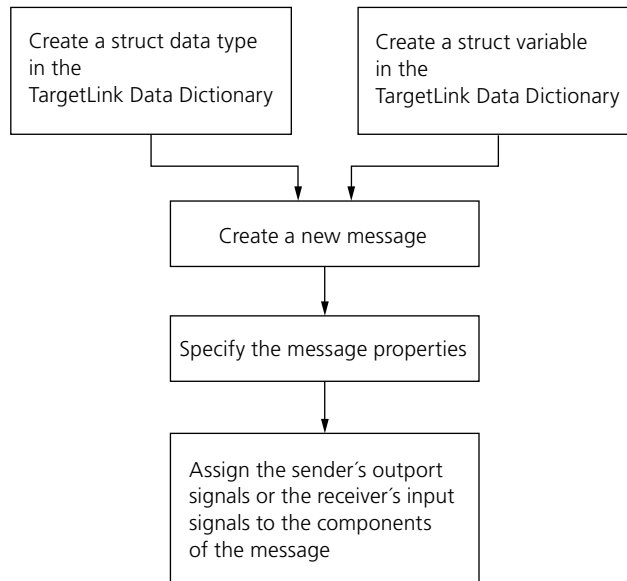 Create a struct data type
in the
TargetLink Data Dictionary
Create a struct variable
in the
TargetLink Data Dictionary
Create a new message
Specify the message properties
Assign the sender´s outport
signals or the receiver´s input
signals to the components
of the message